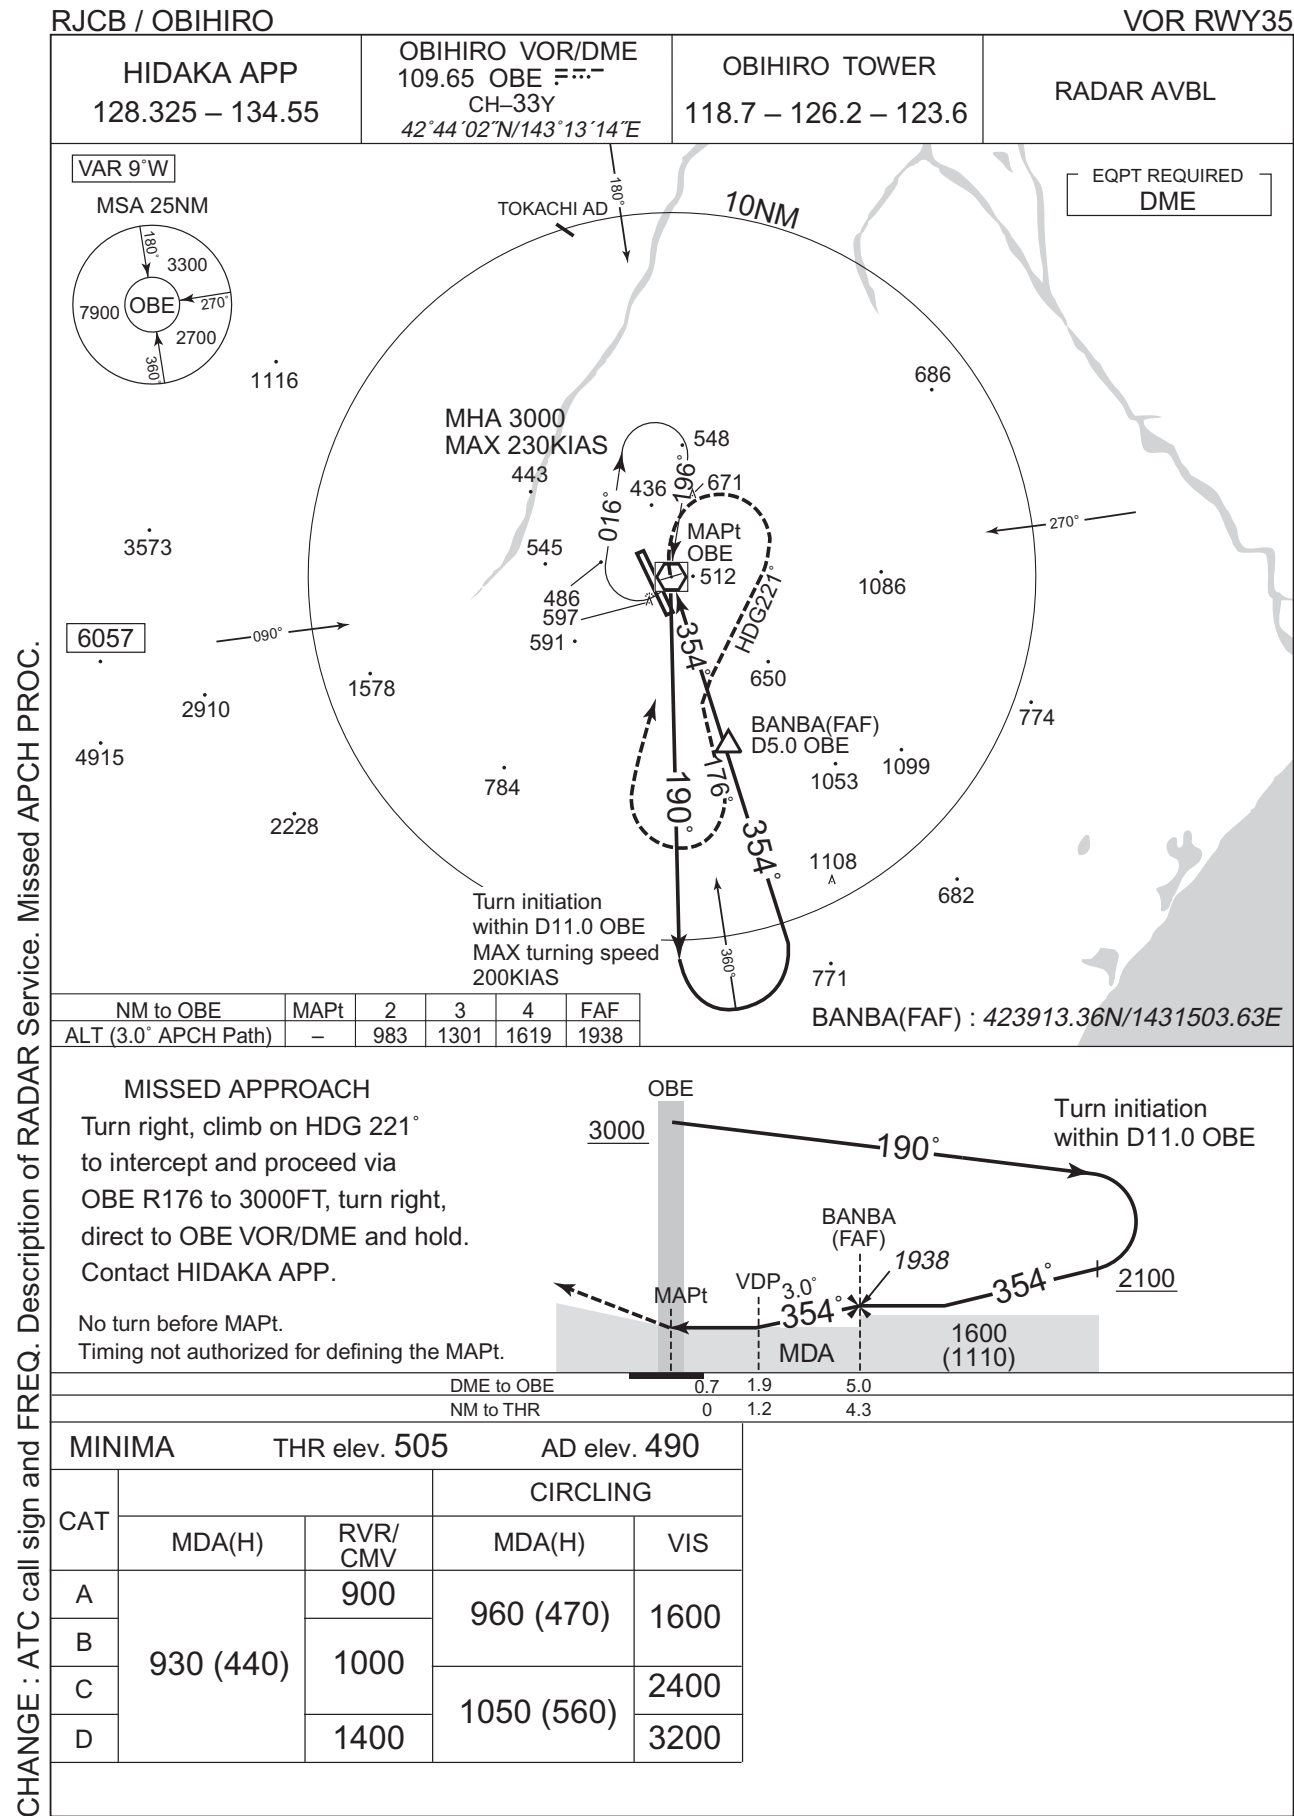 RJCB / OBIHIRO
VOR RWY35
HIDAKA APP
128.325 – 134.55
OBIHIRO VOR/DME
109.65 OBE
CH–33Y
42˚44´02˝N/143˚13´14˝E
OBIHIRO TOWER
118.7 – 126.2 – 123.6
RADAR AVBL
VAR 9˚W
MSA 25NM
180˚
3300
OBE
270˚
7900
2700
360˚
EQPT REQUIRED
DME
180˚
TOKACHI AD
10NM
1116
686
MHA 3000
MAX 230KIAS
548
443
436
196˚
671
016˚
MAPt
OBE
270˚
3573
545
512
486
1086
597
HDG221˚
6057
090˚
591
354˚
650
1578
2910
774
BANBA(FAF)
D5.0 OBE
4915
176˚
1099
1053
784
190˚
2228
354˚
1108
682
Turn initiation
within D11.0 OBE
MAX turning speed
200KIAS
360˚
771
BANBA(FAF) : 423913.36N/1431503.63E
NM to OBE MAPt 2 3 4 FAF
ALT (3.0˚ APCH Path) – 983 1301 1619 1938
MISSED APPROACH
Turn right, climb on HDG 221˚
to intercept and proceed via
OBE R176 to 3000FT, turn right,
direct to OBE VOR/DME and hold.
Contact HIDAKA APP.
No turn before MAPt.
Timing not authorized for defining the MAPt.
OBE
3000
190˚
Turn initiation
within D11.0 OBE
BANBA
(FAF)
1938
354˚
2100
MAPt
VDP
3.0˚
354˚
MDA
1600
(1110)
DME to OBE 0.7 1.9 5.0
NM to THR 0 1.2 4.3
MINIMA THR elev. 505 AD elev. 490
CAT
CIRCLING
MDA(H)
RVR/
CMV
MDA(H)
VIS
A
900
960 (470)
1600
B
930 (440)
1000
C
1050 (560)
2400
D
1400
3200
CHANGE : ATC call sign and FREQ. Description of RADAR Service. Missed APCH PROC.